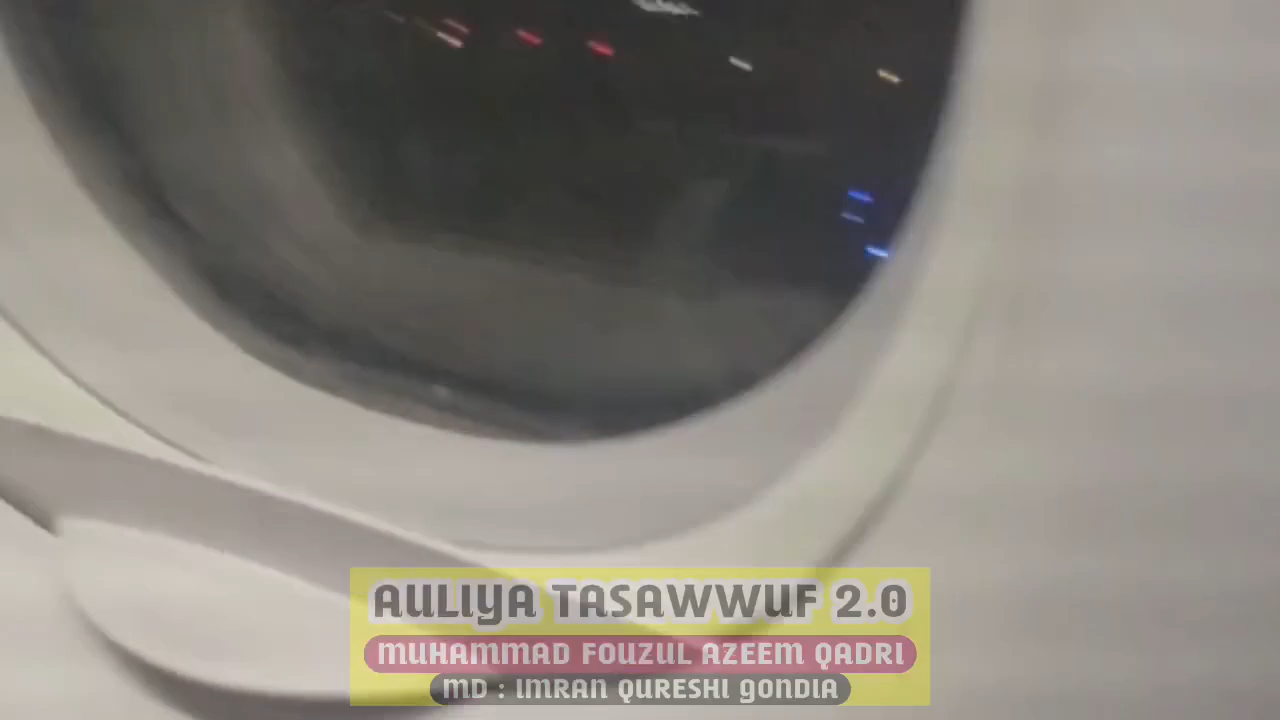 AULIYA TASAWWUF 2.0
MUHAMMAD FOUZUL AZEEM QADRI
MD : IMRAN QURESHI GONDIA